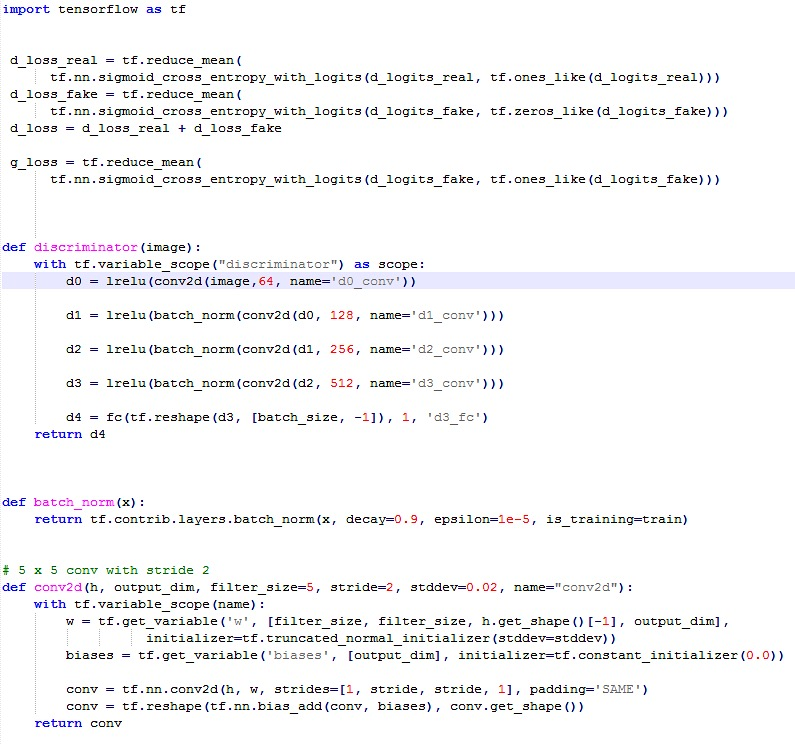 import tensorflow as tf
d_loss_real = tf.reduce_mean(
tf.nn.sigmoid_cross_entropy_with_logits(d_logits_real, tf.ones_like(d_logits_real)))
d_loss_fake = tf.reduce_mean(
tf.nn.sigmoid_cross_entropy_with_logits(d_logits_fake, tf.zeros_like(d_logits_fake)))
d_loss = d_loss_real + d_loss_fake
g_loss = tf.reduce_mean(
tf.nn.sigmoid_cross_entropy_with_logits(d_logits_fake, tf.ones_like(d_logits_fake)))
def discriminator(image):
with tf.variable_scope("discriminator") as scope:
d0 = lrelu(conv2d(image,64, name='d0_conv'))
d1 = lrelu(batch_norm(conv2d(d0, 128, name='d1_conv')))
d2 = lrelu(batch_norm(conv2d(d1, 256, name='d2_conv')))
d3 = lrelu(batch_norm(conv2d(d2, 512, name='d3_conv')))
d4 = fc(tf.reshape(d3, [batch_size, -1]), 1, 'd3_fc')
return d4
def batch_norm(x):
return tf.contrib.layers.batch_norm(x, decay=0.9, epsilon=1e-5, is_training=train)
# 5 x 5 conv with stride 2
def conv2d(h, output_dim, filter_size=5, stride=2, stddev=0.02, name="conv2d"):
with tf.variable_scope(name):
w = tf.get_variable('w', [filter_size, filter_size, h.get_shape()[-1], output_dim],
initializer=tf.truncated_normal_initializer(stddev=stddev))
biases = tf.get_variable('biases', [output_dim], initializer=tf.constant_initializer(0.0))
conv = tf.nn.conv2d(h, w, strides=[1, stride, stride, 1], padding='SAME')
conv = tf.reshape(tf.nn.bias_add(conv, biases), conv.get_shape())
return conv